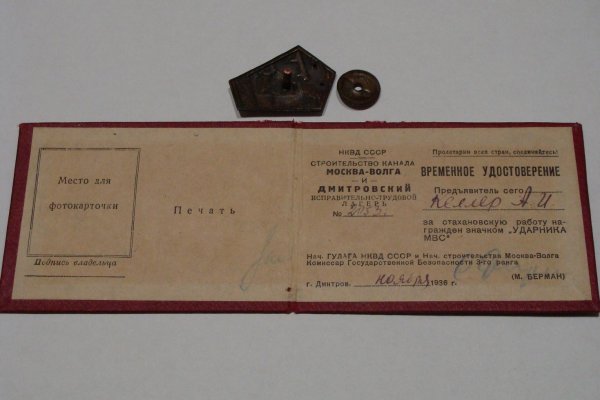 Место для
фотокарточки
Подпись владельца
Печать
НКВД СССР
СТРОИТЕЛЬСТВО КАНАЛА
МОСКВА-ВОЛГА
И
ДМИТРОВСКИЙ
ИСПРАВИТЕЛЬНО-ТРУДОВОЙ
ЛАГЕРЬ
№
Пролетарии всех стран, соединяйтесь!
ВРЕМЕННОЕ УДОСТОВЕРЕНИЕ
Предъявитель сего
Келлер А.И
за стахановскую работу на-
гражден значком „УДАРНИКА
МВС"
Нач. ГУЛАГА НКВД СССР и Нач. строительства Москва-Волга
Комиссар Государственной Безопасности 3-го ранга
(М. БЕРМАН)
г. Дмитров. ноября 1936 г.